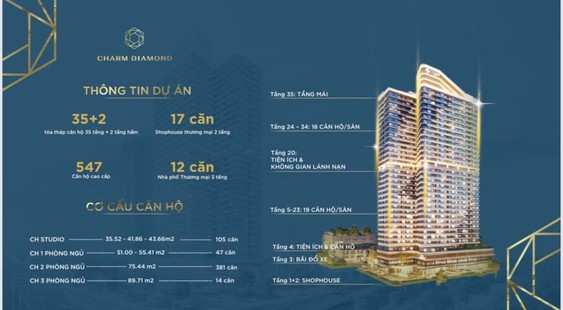 CHARM DIAMOND
THÔNG TIN DỰ ÁN
35+2
Tòa tháp căn hộ 35 tầng + 2 tầng hầm
17 căn
Shophouse thương mại 2 tầng
547
Căn hộ cao cấp
12 căn
Nhà phố Thương mại 3 tầng
CƠ CẤU CĂN HỘ
CH STUDIO 35.52 - 41.86 - 43.66m2 105 căn
CH 1 PHÒNG NGỦ 51.00 - 55.41 m2 47 căn
CH 2 PHÒNG NGỦ 75.44 m2 381 căn
CH 3 PHÒNG NGỦ 89.71 m2 14 căn
Tầng 35: TẦNG MÁI
Tầng 24 - 34: 18 CĂN HỘ/SÀN
Tầng 20:
TIỆN ÍCH &
KHÔNG GIAN LÁNH NẠN
Tầng 5-23: 19 CĂN HỘ/SÀN
Tầng 4: TIỆN ÍCH & CĂN HỘ
Tầng 3: BÃI ĐỖ XE
Tầng 1+2: SHOPHOUSE